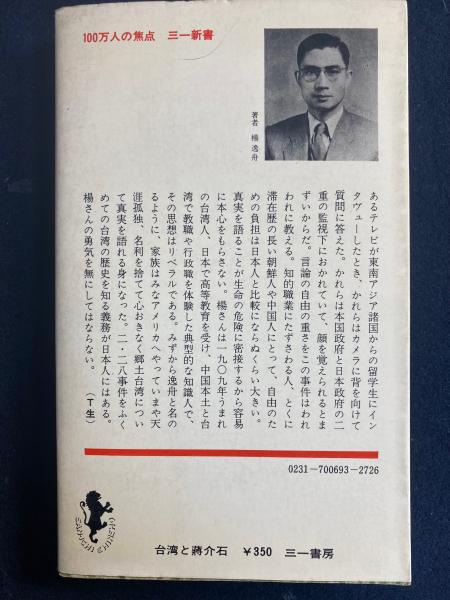 100万人の焦点 三一新書
著者 楊逸舟
あるテレビが東南アジア諸国からの留学生にイン
タヴューしたとき、かれらはカメラに背を向けて
質問に答えた。かれらは本国政府と日本政府の二
重の監視下におかれていて、顔を覚えられるとま
ずいからだ。言論の自由の重さをこの事件はわれ
われに教える。知的職業にたずさわる人、とくに
滞在歴の長い朝鮮人や中国人にとって、自由のた
めの負担は日本人と比較にならぬくらい大きい。
真実を語ることが生命の危険に密接するから容易
に本心をもらさない。楊さんは一九〇九年うまれ
の台湾人、日本で高等教育を受け、中国本土と台
湾で教職や行政職を体験した典型的な知識人で、
その思想はリベラルである。みずから逸舟と名の
るように、家族はみなアメリカへやっていまや天
涯孤独、名利を捨てて心おきなく郷土台湾につい
て真実を語れる身になった。二・二八事件をふく
めての台湾の歴史を知る義務が日本人にはある。
楊さんの勇気を無にしてはならない。 (T生)
0231-700693-2726
SAN-ICHI SHINSHO
台湾と蔣介石 ¥350 三一書房